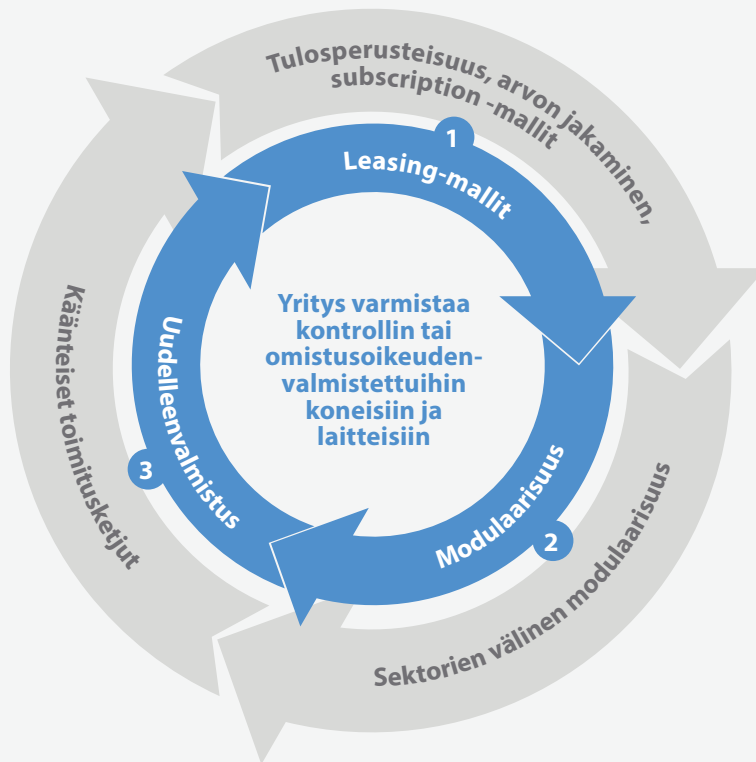 Tulosperusteisuus, arvon jakaminen,
subscription -mallit
1
Leasing-mallit
Yritys varmistaa
kontrollin tai
omistusoikeuden-
valmistettuihin
koneisiin ja
laitteisiin
2
Modulaarisuus
Sektorien välinen modulaarisuus
3
Uudelleenvalmistus
Käänteiset toimitusketjut